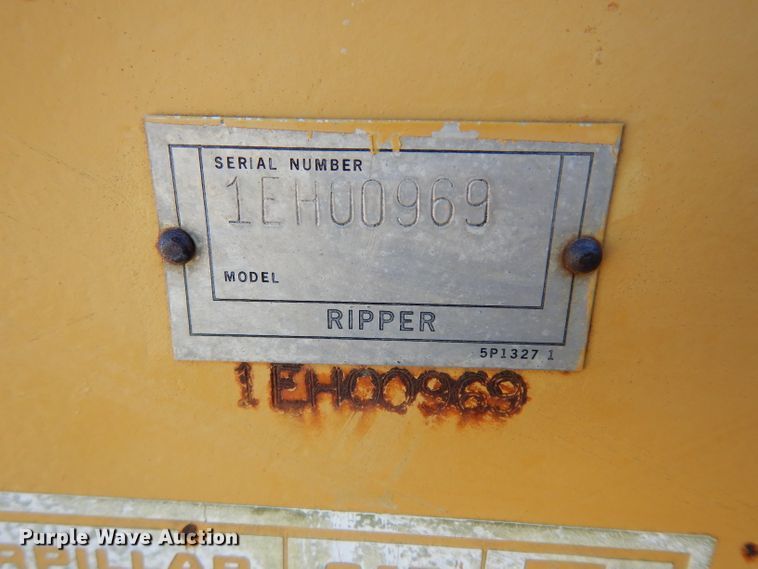 SERIAL NUMBER
1EH00969
MODEL
RIPPER
5P1327 1
1EH00969
Purple Wave Auction